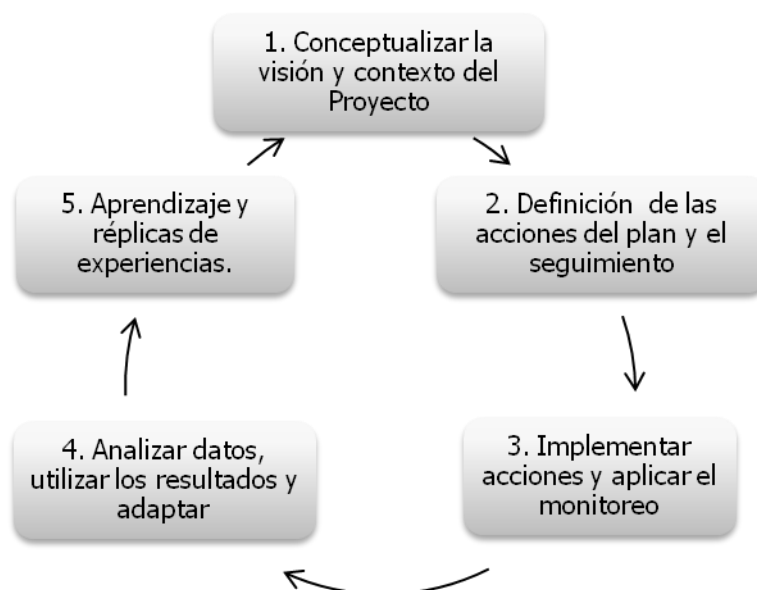 1. Conceptualizar la
visión y contexto del
Proyecto
5. Aprendizaje y
réplicas de
experiencias.
2. Definición de las
acciones del plan y el
seguimiento
4. Analizar datos,
utilizar los resultados y
adaptar
3. Implementar
acciones y aplicar el
monitoreo